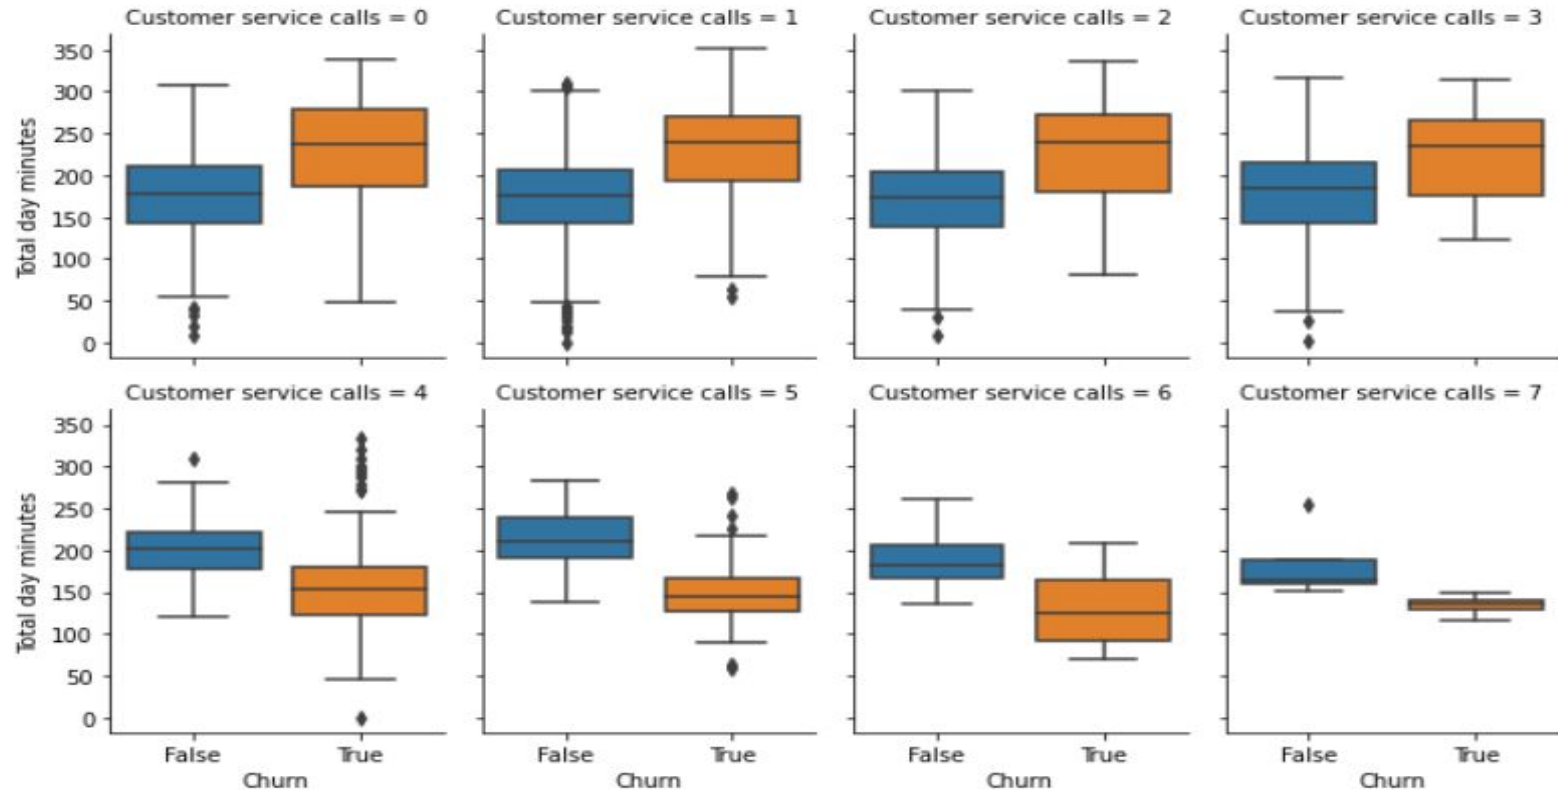 Customer service calls = 0
Customer service calls = 1
Customer service calls = 2
Customer service calls = 3
350
300
250
200
150
100
50
0
Total day minutes
Customer service calls = 4
Customer service calls = 5
Customer service calls = 6
Customer service calls = 7
350
300
250
200
150
100
50
0
Total day minutes
False True
Churn
False True
Churn
False True
Churn
False True
Churn